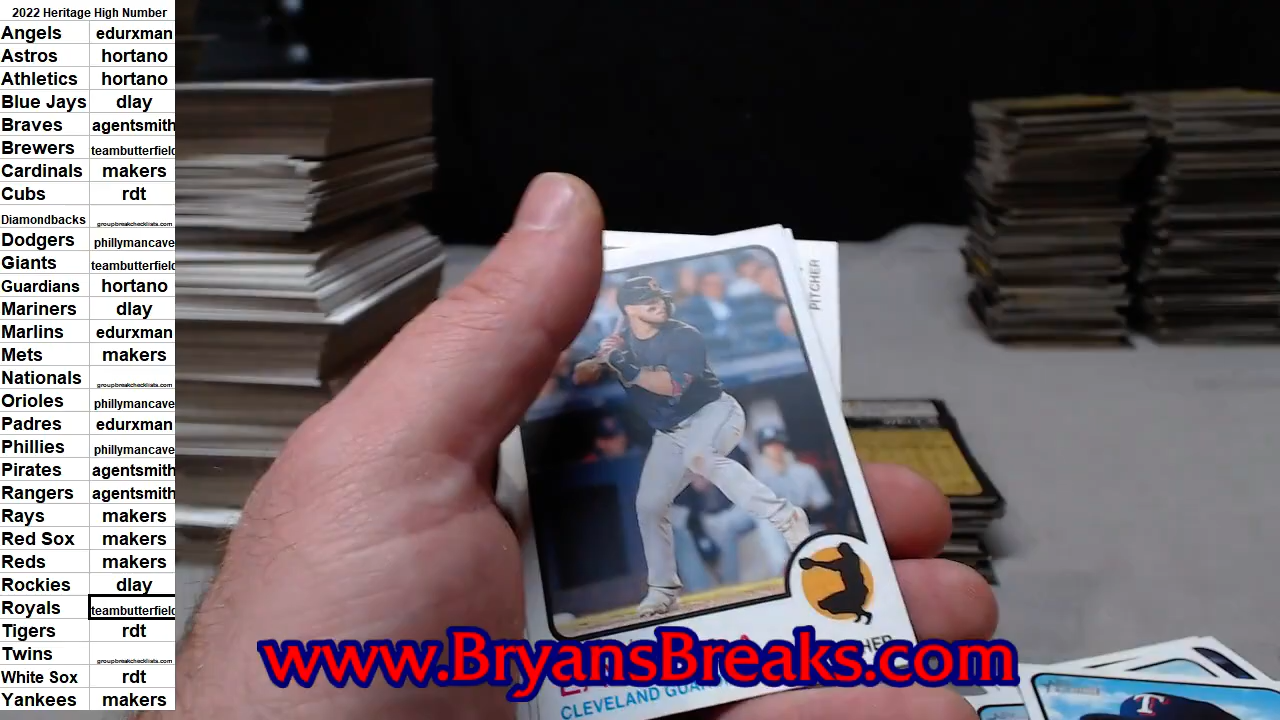 2022 Heritage High Number
Angels edurxman
Astros hortano
Athletics hortano
Blue Jays dlay
Braves agentsmith
Brewers teambutterfield
Cardinals makers
Cubs rdt
Diamondbacks groupbreakchecklists.com
Dodgers phillymancave
Giants teambutterfield
Guardians hortano
Mariners dlay
Marlins edurxman
Mets makers
Nationals groupbreakchecklists.com
Orioles phillymancave
Padres edurxman
Phillies phillymancave
Pirates agentsmith
Rangers agentsmith
Rays makers
Red Sox makers
Reds makers
Rockies dlay
Royals teambutterfield
Tigers rdt
Twins groupbreakchecklists.com
White Sox rdt
Yankees makers
PITCHER
www.BryansBreaks.com
CLEVELAND
T